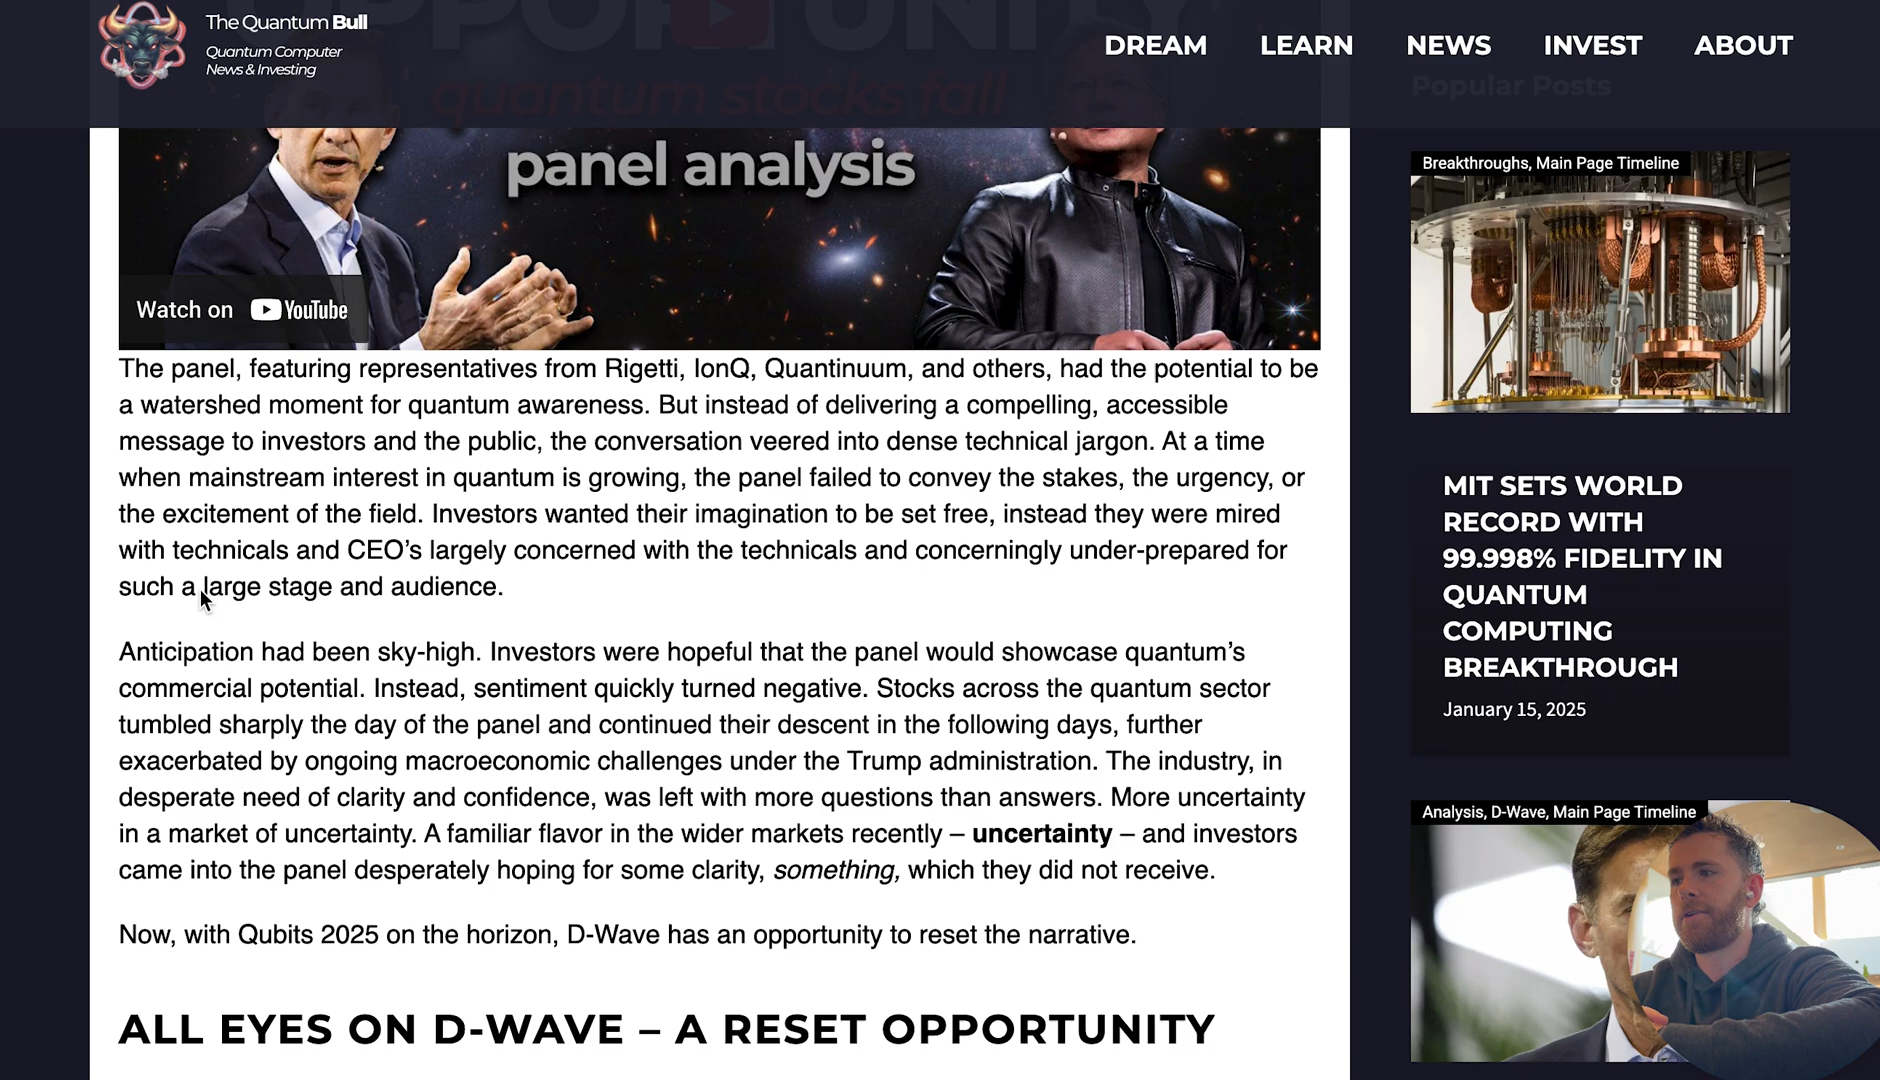 The Quantum Bull
Quantum Computer
News & Investing
DREAM
LEARN
NEWS
INVEST
ABOUT
quantum stocks fall
panel analysis
Watch on YouTube
The panel, featuring representatives from Rigetti, IonQ, Quantinuum, and others, had the potential to be
a watershed moment for quantum awareness. But instead of delivering a compelling, accessible
message to investors and the public, the conversation veered into dense technical jargon. At a time
when mainstream interest in quantum is growing, the panel failed to convey the stakes, the urgency, or
the excitement of the field. Investors wanted their imagination to be set free, instead they were mired
with technicals and CEO’s largely concerned with the technicals and concerningly under-prepared for
such a large stage and audience.
Anticipation had been sky-high. Investors were hopeful that the panel would showcase quantum’s
commercial potential. Instead, sentiment quickly turned negative. Stocks across the quantum sector
tumbled sharply the day of the panel and continued their descent in the following days, further
exacerbated by ongoing macroeconomic challenges under the Trump administration. The industry, in
desperate need of clarity and confidence, was left with more questions than answers. More uncertainty
in a market of uncertainty. A familiar flavor in the wider markets recently – uncertainty – and investors
came into the panel desperately hoping for some clarity, something, which they did not receive.
Now, with Qubits 2025 on the horizon, D-Wave has an opportunity to reset the narrative.
ALL EYES ON D-WAVE – A RESET OPPORTUNITY
Popular Posts
Breakthroughs, Main Page Timeline
MIT SETS WORLD
RECORD WITH
99.998% FIDELITY IN
QUANTUM
COMPUTING
BREAKTHROUGH
January 15, 2025
Analysis, D-Wave, Main Page Timeline